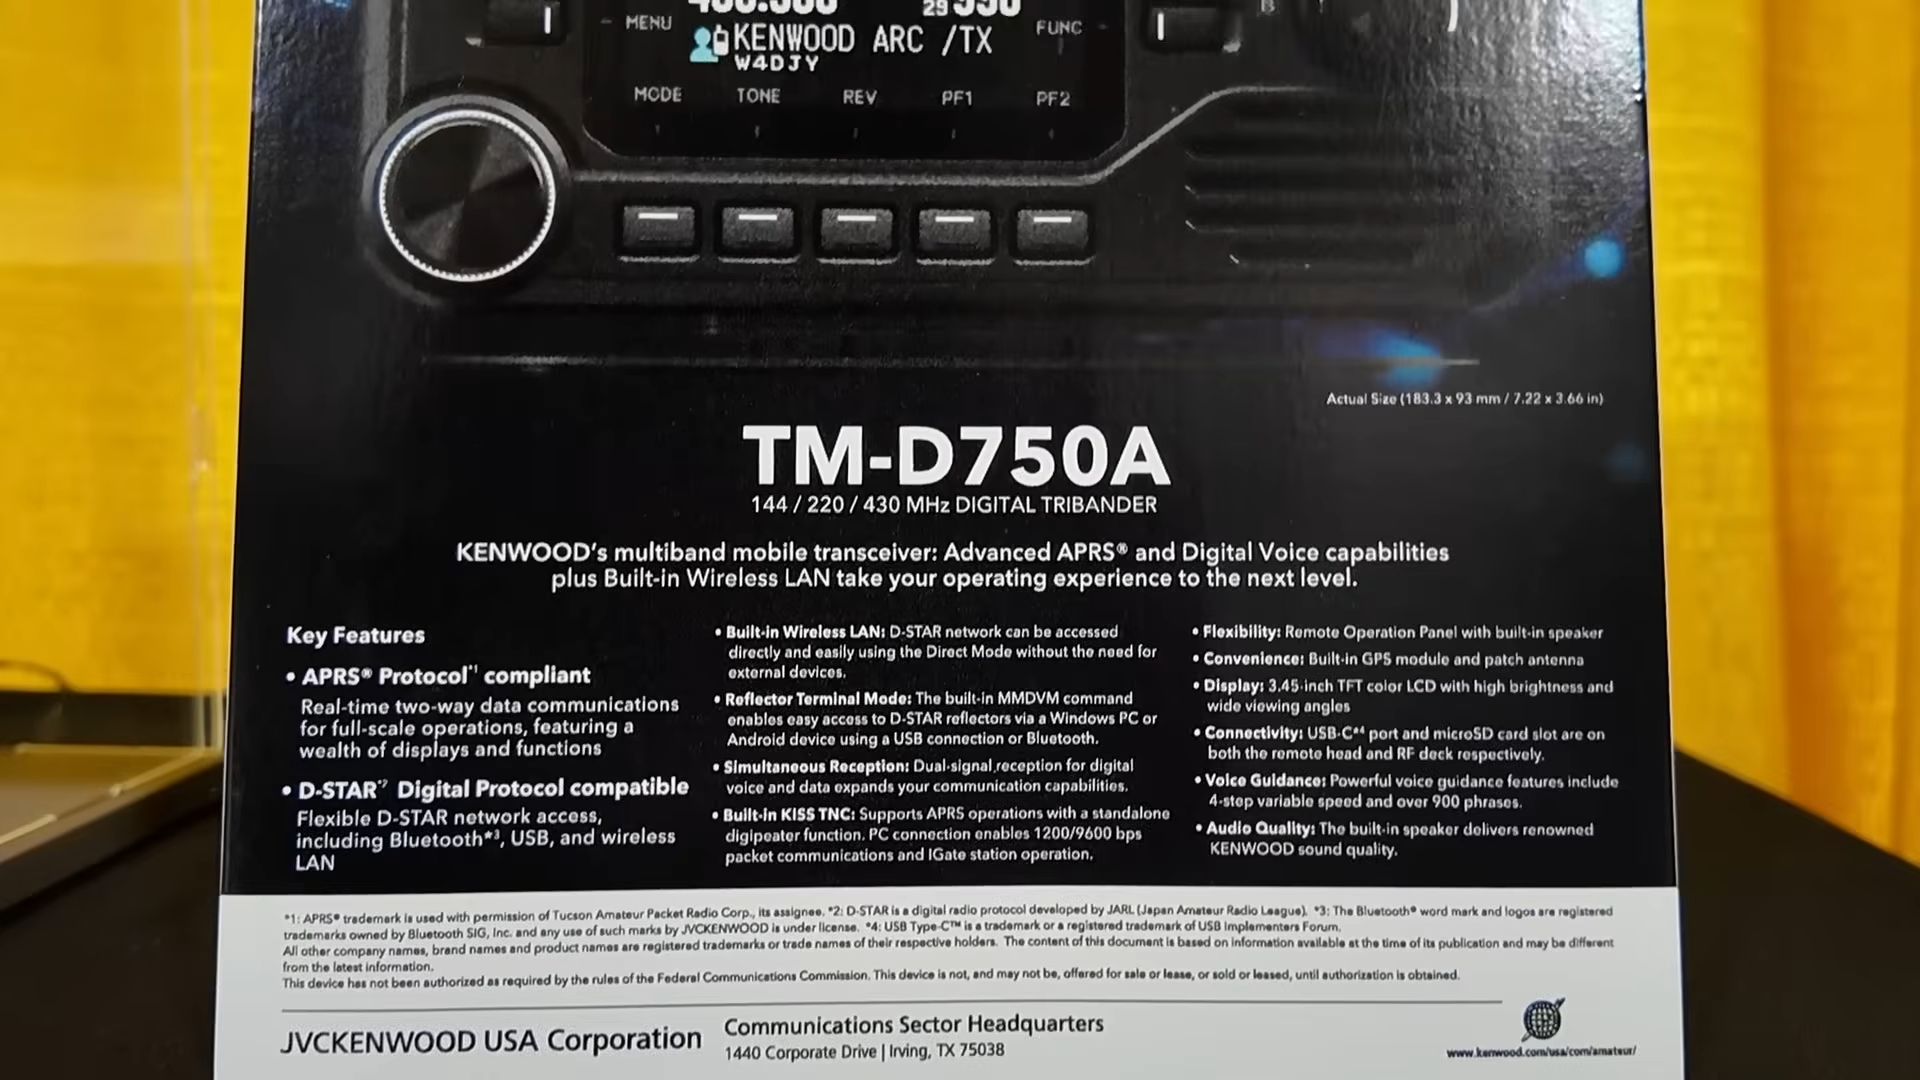 MENU
FUNC
KENWOOD ARC /TX
W4DJY
MODE TONE REV PF1 PF2
Actual Size (183.3 x 93 mm / 7.22 x 3.66 in)
TM-D750A
144 / 220 / 430 MHz DIGITAL TRIBANDER
KENWOOD's multiband mobile transceiver: Advanced APRS® and Digital Voice capabilities
plus Built-in Wireless LAN take your operating experience to the next level.
Key Features
• APRS® Protocol*1 compliant
Real-time two-way data communications
for full-scale operations, featuring a
wealth of displays and functions
• D-STAR*2 Digital Protocol compatible
Flexible D-STAR network access,
including Bluetooth*3, USB, and wireless
LAN
• Built-in Wireless LAN: D-STAR network can be accessed
directly and easily using the Direct Mode without the need for
external devices.
• Reflector Terminal Mode: The built-in MMDVM command
enables easy access to D-STAR reflectors via a Windows PC or
Android device using a USB connection or Bluetooth.
• Simultaneous Reception: Dual-signal reception for digital
voice and data expands your communication capabilities.
• Built-in KISS TNC: Supports APRS operations with a standalone
digipeater function. PC connection enables 1200/9600 bps
packet communications and IGate station operation.
• Flexibility: Remote Operation Panel with built-in speaker
• Convenience: Built-in GPS module and patch antenna
• Display: 3.45-inch TFT color LCD with high brightness and
wide viewing angles
• Connectivity: USB-C*4 port and microSD card slot are on
both the remote head and RF deck respectively.
• Voice Guidance: Powerful voice guidance features include
4-step variable speed and over 900 phrases.
• Audio Quality: The built-in speaker delivers renowned
KENWOOD sound quality.
*1: APRS® trademark is used with permission of Tucson Amateur Packet Radio Corp., its assignee. *2: D-STAR is a digital radio protocol developed by JARL (Japan Amateur Radio League). *3: The Bluetooth® word mark and logos are registered
trademarks owned by Bluetooth SIG, Inc. and any use of such marks by JVCKENWOOD is under license. *4: USB Type-C™ is a trademark or a registered trademark of USB Implementers Forum.
All other company names, brand names and product names are registered trademarks or trade names of their respective holders. The content of this document is based on information available at the time of its publication and may be different
from the latest information.
This device has not been authorized as required by the rules of the Federal Communications Commission. This device is not, and may not be, offered for sale or lease, or sold or leased, until authorization is obtained.
JVCKENWOOD USA Corporation
Communications Sector Headquarters
1440 Corporate Drive | Irving, TX 75038
www.kenwood.com/usa/com/amateur/